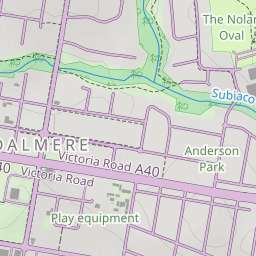 The Nolan
Oval
Subiaco
DALMERE
Anderson
Park
Victoria Road A40
40
Victoria Road
Play equipment